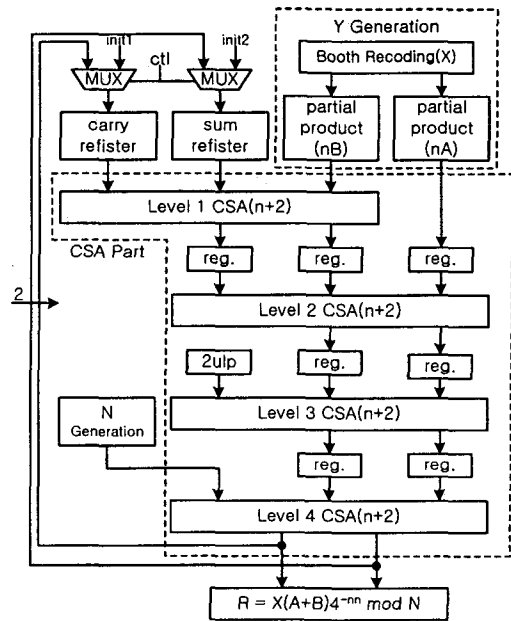 init1
init2
ctl
MUX
MUX
Y Generation
Booth Recoding(X)
carry
refister
sum
refister
partial
product
(nB)
partial
product
(nA)
Level 1 CSA(n+2)
CSA Part
reg.
reg.
reg.
2
Level 2 CSA(n+2)
2ulp
reg.
reg.
Level 3 CSA(n+2)
N
Generation
reg.
reg.
Level 4 CSA(n+2)
R = X(A+B)4⁻ⁿⁿ mod N